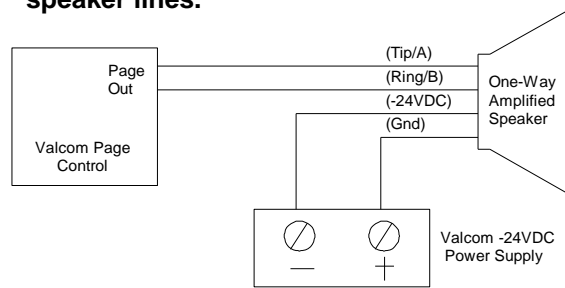 speaker lines.
(Tip/A)
(Ring/B)
(-24VDC)
(Gnd)
Page
Out
Valcom Page
Control
One-Way
Amplified
Speaker
— +
Valcom -24VDC
Power Supply